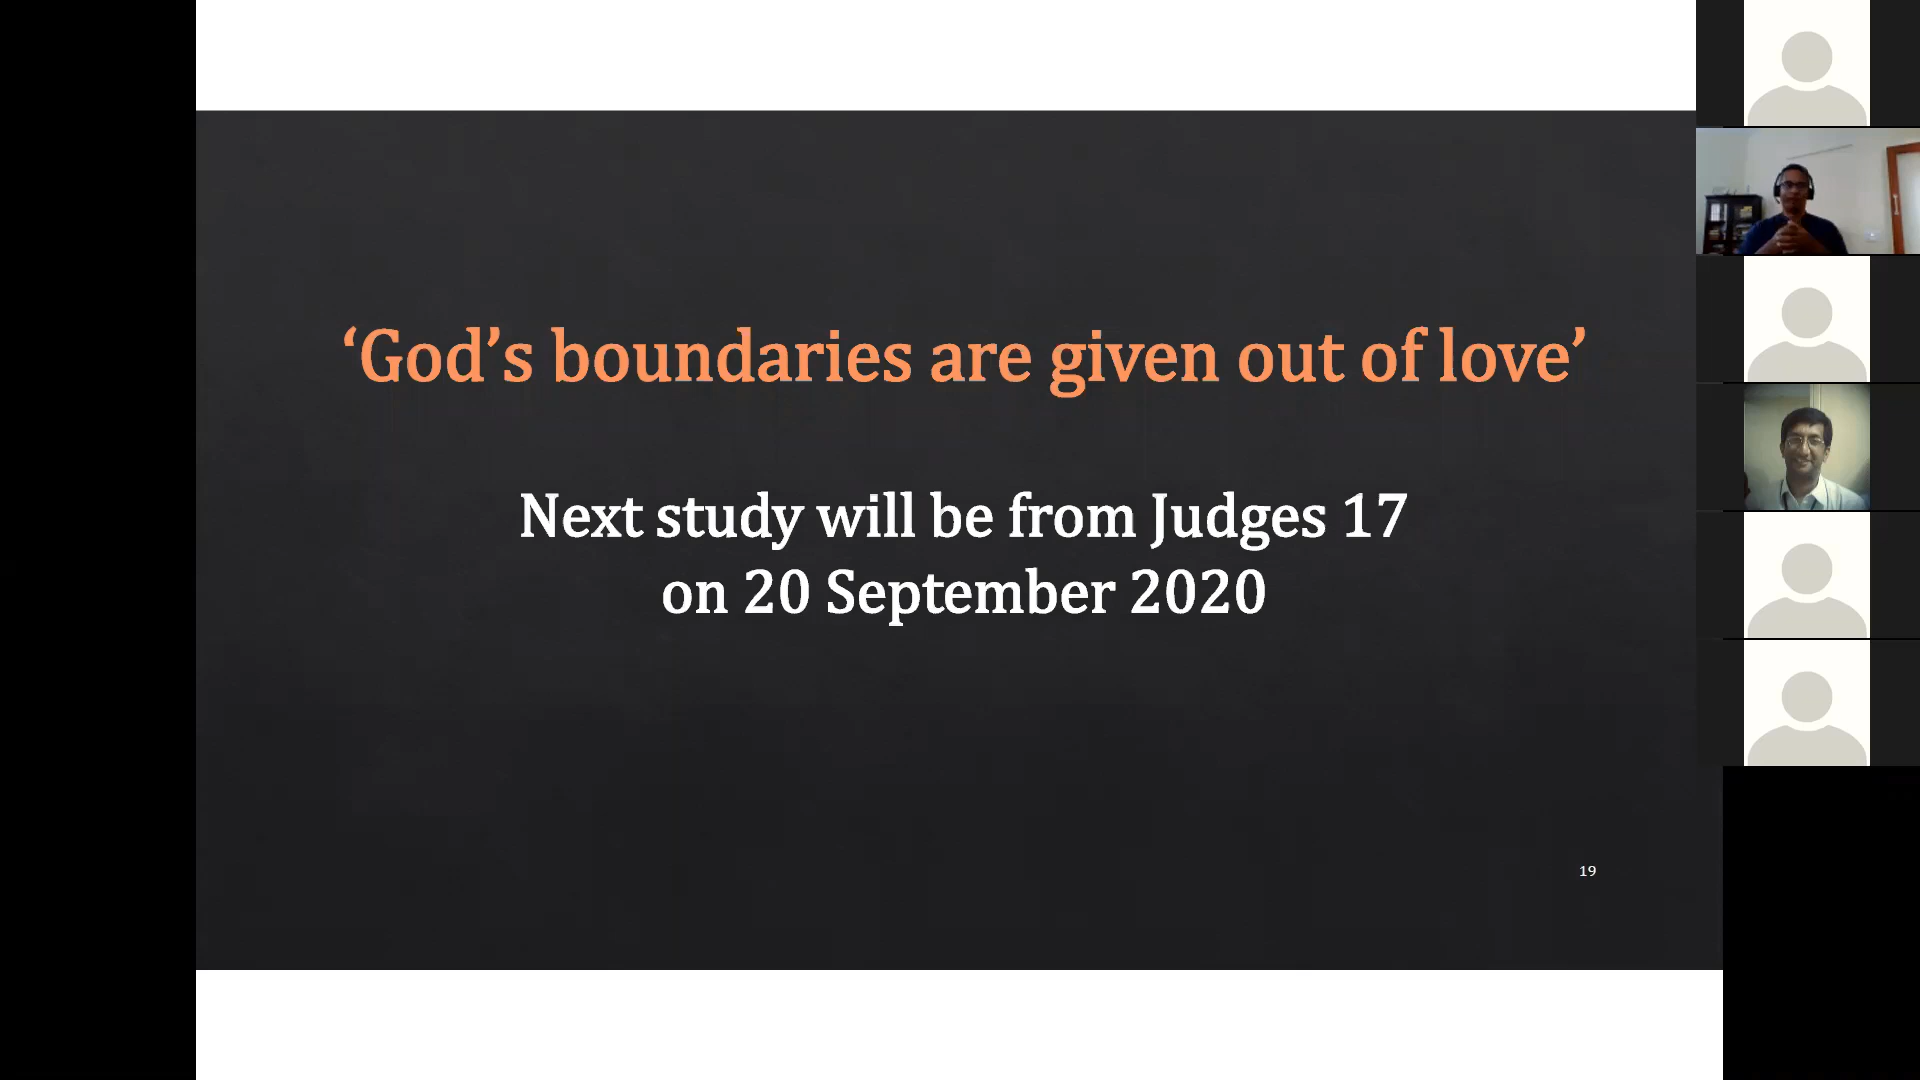 ‘God’s boundaries are given out of love’
Next study will be from Judges 17
on 20 September 2020
19